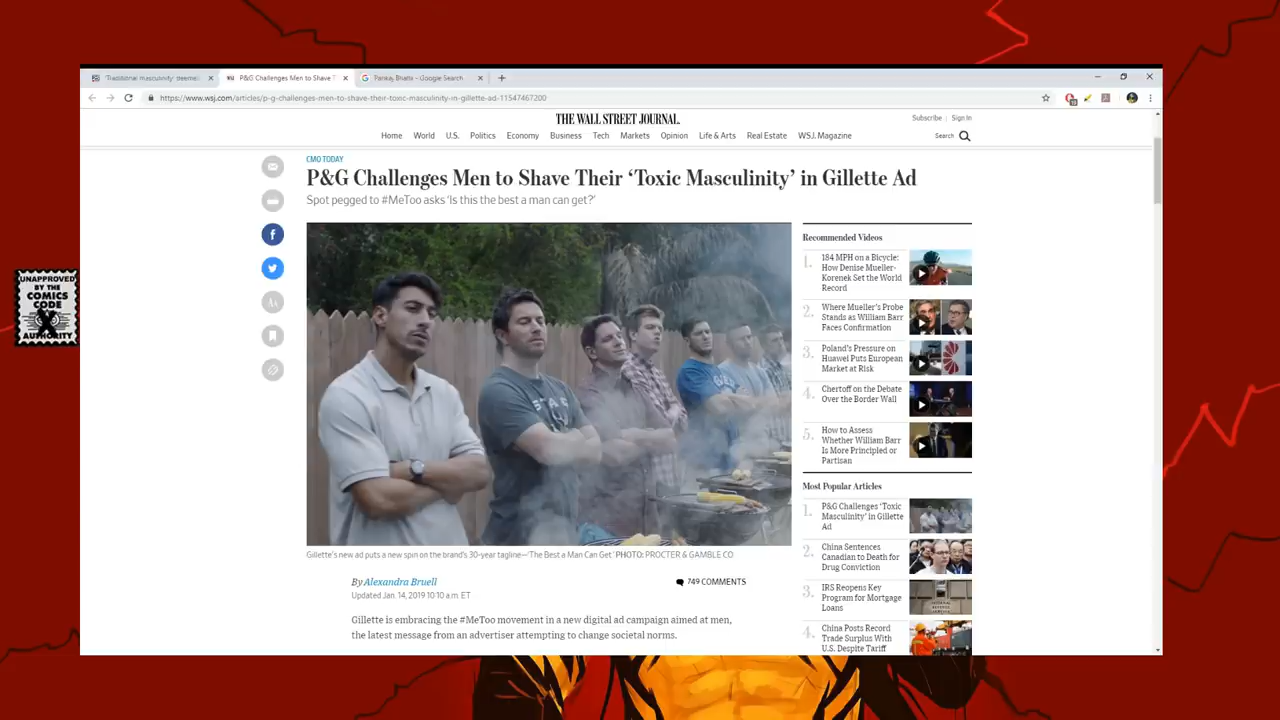 'Traditional masculinity'
P&G Challenges Men to Shave T
Pankaj Bhalla - Google Search
https://www.wsj.com/articles/p-g-challenges-men-to-shave-their-toxic-masculinity-in-gillette-ad-11547467200
THE WALL STREET JOURNAL.
Subscribe | Sign In
Home World U.S. Politics Economy Business Tech Markets Opinion Life & Arts Real Estate WSJ. Magazine
Search
CMO TODAY
P&G Challenges Men to Shave Their 'Toxic Masculinity' in Gillette Ad
Spot pegged to #MeToo asks 'Is this the best a man can get?'
UNAPPROVED
BY THE
COMICS
CODE
AUTHORITY
Gillette's new ad puts a new spin on the brand's 30-year tagline—'The Best a Man Can Get' PHOTO: PROCTER & GAMBLE CO.
By Alexandra Bruell
749 COMMENTS
Updated Jan. 14, 2019 10:10 a.m. ET
Gillette is embracing the #MeToo movement in a new digital ad campaign aimed at men,
the latest message from an advertiser attempting to change societal norms.
Recommended Videos
1. 184 MPH on a Bicycle:
How Denise Mueller-
Korenek Set the World
Record
2. Where Mueller's Probe
Stands as William Barr
Faces Confirmation
3. Poland's Pressure on
Huawei Puts European
Market at Risk
4. Chertoff on the Debate
Over the Border Wall
5. How to Assess
Whether William Barr
Is More Principled or
Partisan
Most Popular Articles
1. P&G Challenges 'Toxic
Masculinity' in Gillette
Ad
2. China Sentences
Canadian to Death for
Drug Conviction
3. IRS Reopens Key
Program for Mortgage
Loans
4. China Posts Record
Trade Surplus With
U.S. Despite Tariff